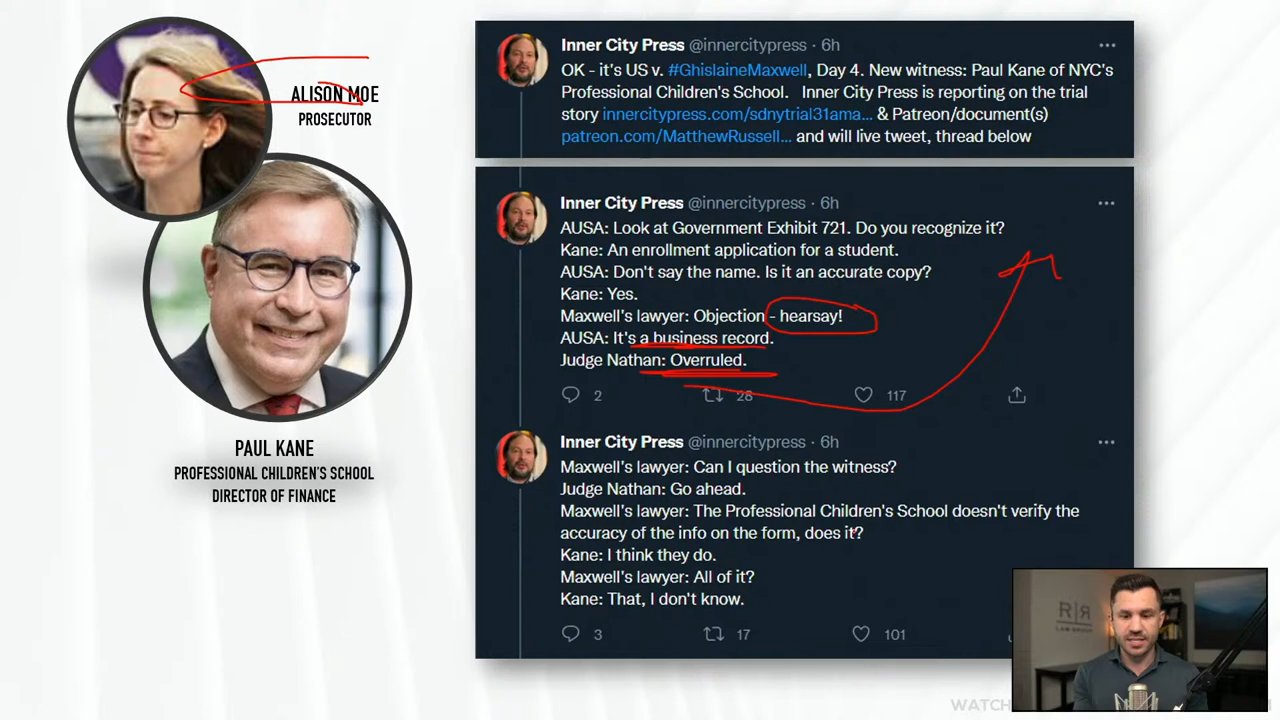 ALISON MOE
PROSECUTOR
PAUL KANE
PROFESSIONAL CHILDREN'S SCHOOL
DIRECTOR OF FINANCE
Inner City Press @innercitypress · 6h
OK - it's US v. #GhislaineMaxwell, Day 4. New witness: Paul Kane of NYC's
Professional Children's School. Inner City Press is reporting on the trial
story innercitypress.com/sdnytrial31ama... & Patreon/document(s)
patreon.com/MatthewRussell... and will live tweet, thread below
Inner City Press @innercitypress · 6h
AUSA: Look at Government Exhibit 721. Do you recognize it?
Kane: An enrollment application for a student.
AUSA: Don't say the name. Is it an accurate copy?
Kane: Yes.
Maxwell's lawyer: Objection - hearsay!
AUSA: It's a business record.
Judge Nathan: Overruled.
2 28 117
Inner City Press @innercitypress · 6h
Maxwell's lawyer: Can I question the witness?
Judge Nathan: Go ahead.
Maxwell's lawyer: The Professional Children's School doesn't verify the
accuracy of the info on the form, does it?
Kane: I think they do.
Maxwell's lawyer: All of it?
Kane: That, I don't know.
3 17 101
R|R
LAW GROUP
WATCH